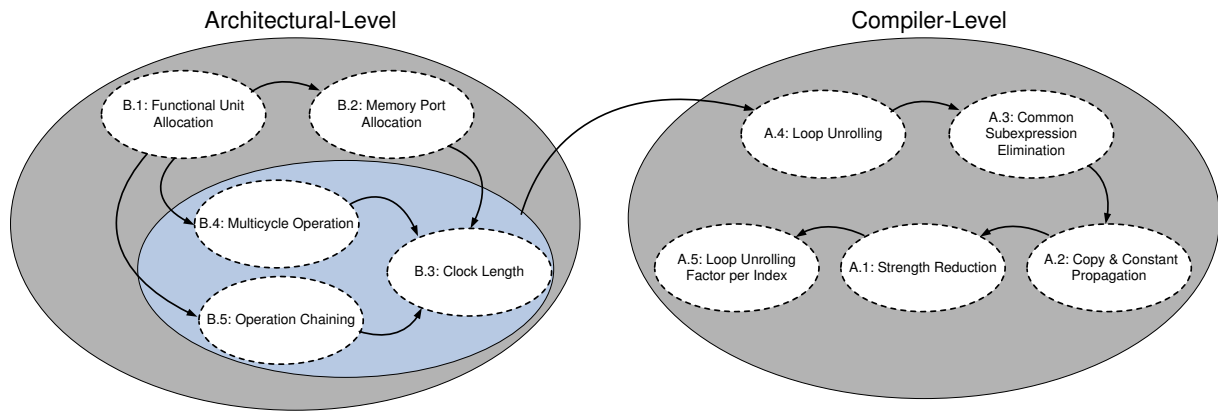 Architectural-Level
B.1: Functional Unit
Allocation
B.2: Memory Port
Allocation
B.4: Multicycle Operation
B.3: Clock Length
B.5: Operation Chaining
Compiler-Level
A.4: Loop Unrolling
A.3: Common
Subexpression
Elimination
A.5: Loop Unrolling
Factor per Index
A.1: Strength Reduction
A.2: Copy & Constant
Propagation